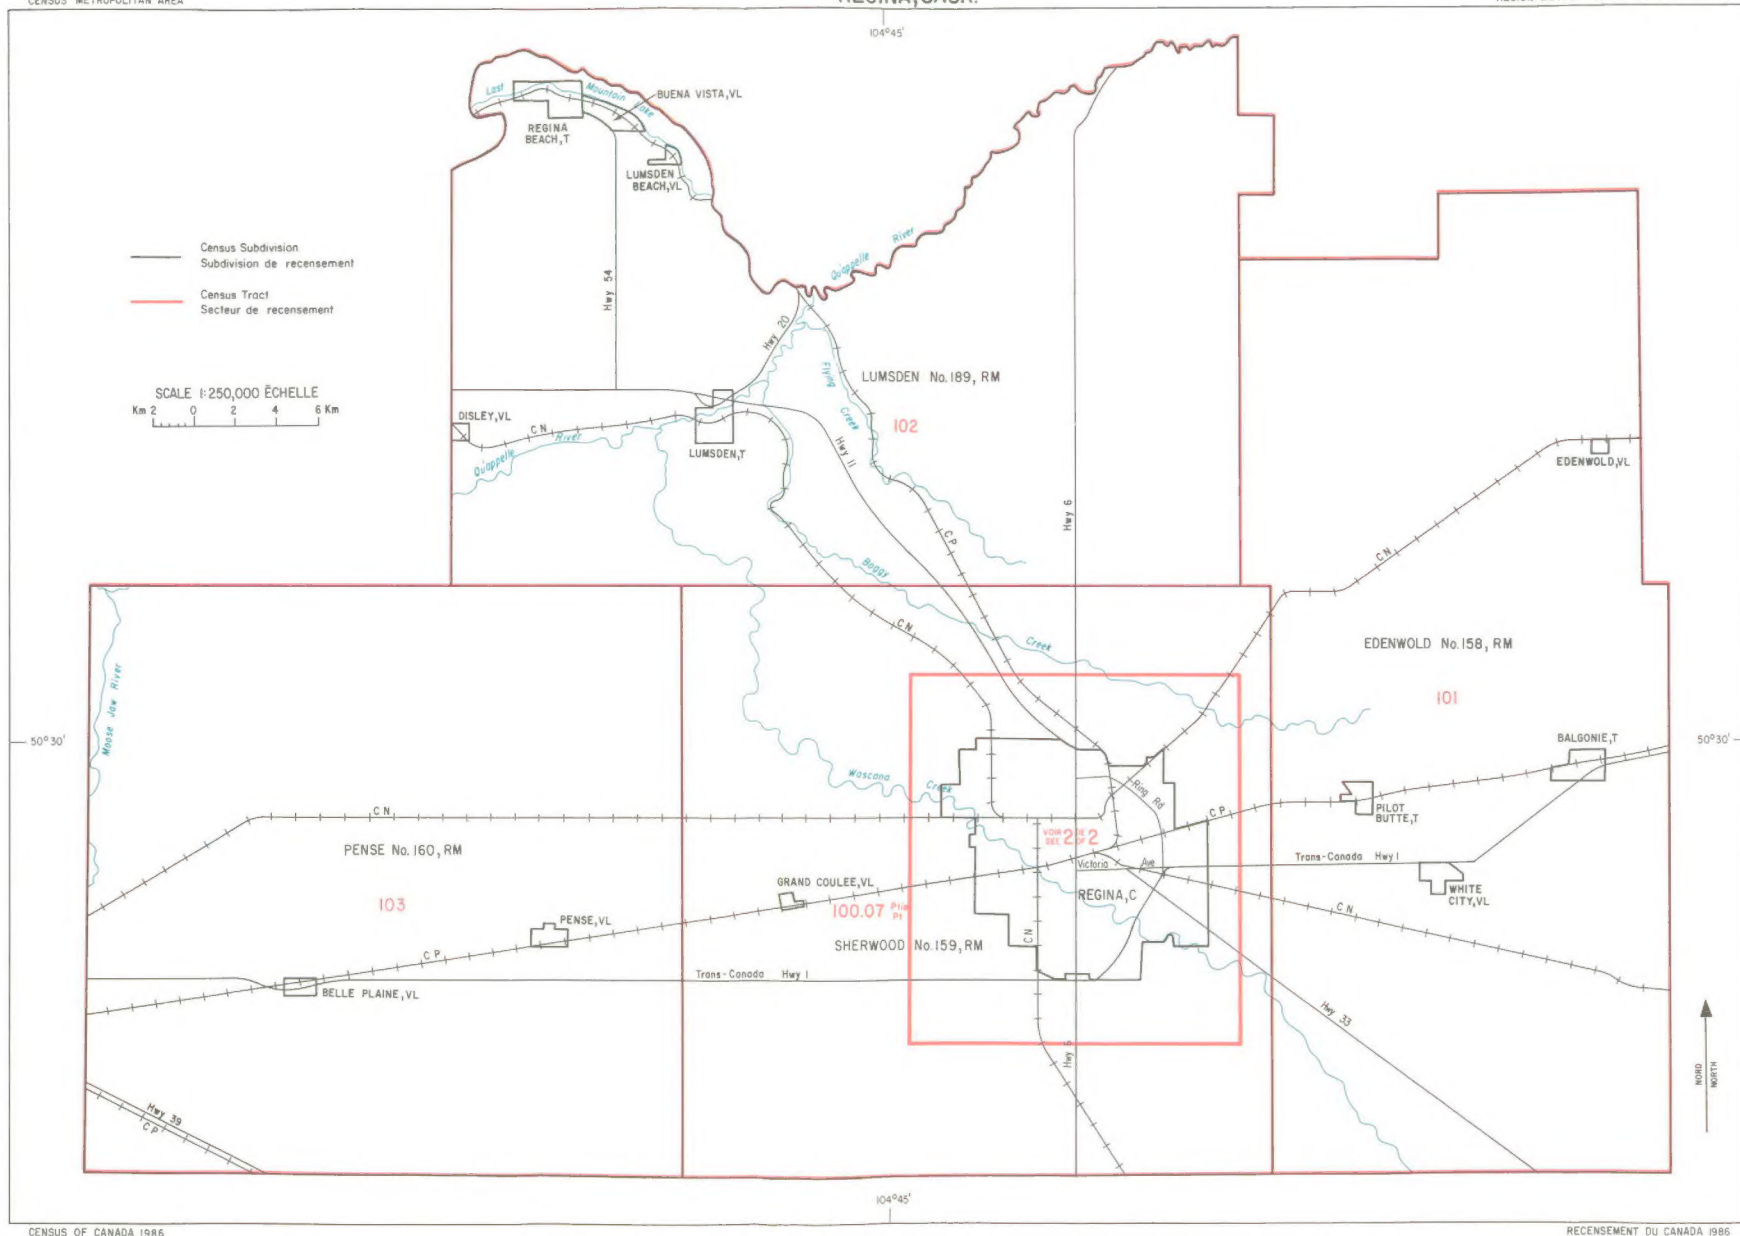 CENSUS METROPOLITAN AREA
REGINA, SASK.
104°45'
Last Mountain Lake
BUENA VISTA, VL
REGINA
BEACH, T
LUMSDEN
BEACH, VL
Qu'appelle River
Census Subdivision
Subdivision de recensement
Census Tract
Secteur de recensement
Hwy 54
Hwy 20
SCALE 1:250,000 ÉCHELLE
Km 2 0 2 4 6 Km
Flying Creek
LUMSDEN No. 189, RM
102
DISLEY, VL
CN
Qu'appelle River
LUMSDEN, T
Hwy 11
EDENWOLD, VL
Hwy 6
CP
CN
Boggy Creek
CN
EDENWOLD No. 158, RM
101
Moose Jaw River
50°30'
50°30'
BALGONIE, T
Wascana Creek
Ring Rd
CP
PILOT
BUTTE, T
CN
VOIR 2 DE 2
SEE 2 OF 2
PENSE No. 160, RM
Victoria Ave
Trans-Canada Hwy 1
GRAND COULEE, VL
REGINA, C
WHITE
CITY, VL
103
100.07 Ptie
Pt
CN
PENSE, VL
CN
SHERWOOD No. 159, RM
CP
Trans-Canada Hwy 1
BELLE PLAINE, VL
Hwy 33
Hwy 6
NORD
NORTH
Hwy 39
CP
104°45'
CENSUS OF CANADA 1986
RECENSEMENT DU CANADA 1986